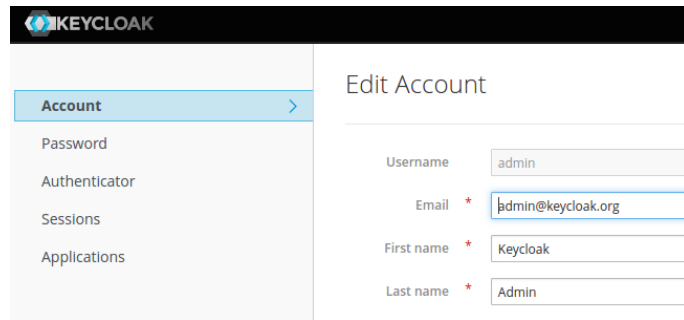 KEYCLOAK
Account
Password
Authenticator
Sessions
Applications
Edit Account
Username admin
Email * admin@keycloak.org
First name * Keycloak
Last name * Admin